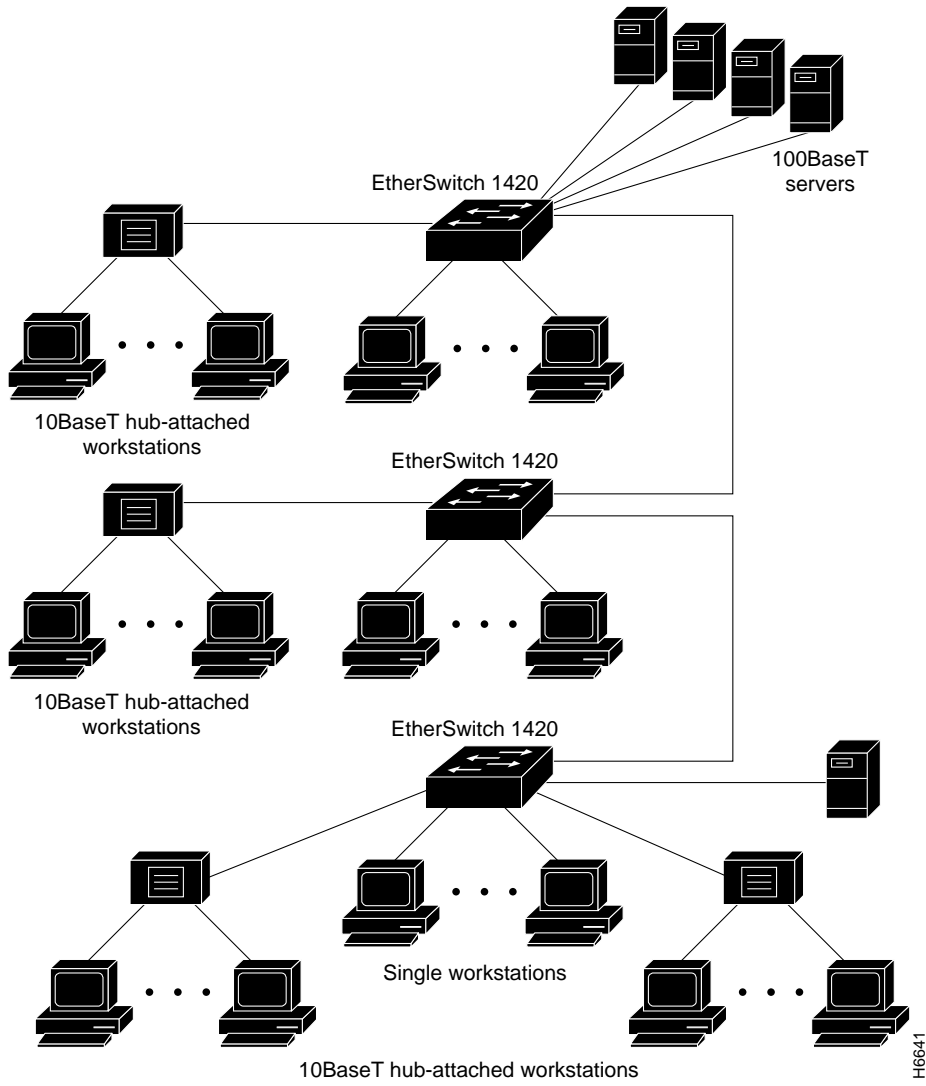 100BaseT
servers
EtherSwitch 1420
10BaseT hub-attached
workstations
EtherSwitch 1420
10BaseT hub-attached
workstations
EtherSwitch 1420
Single workstations
10BaseT hub-attached workstations
H6641